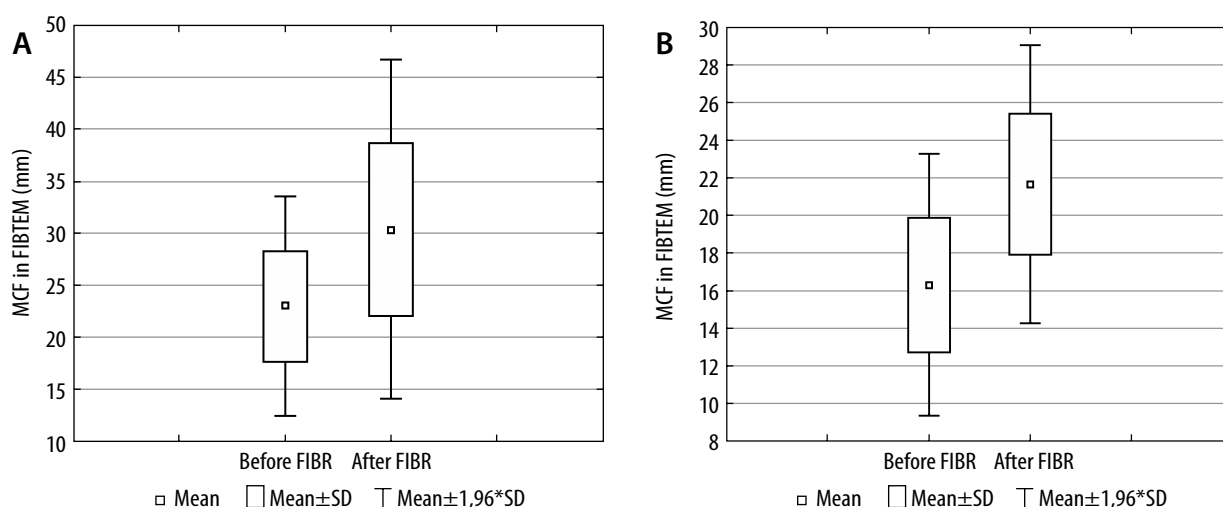 A
MCF in FIBTEM (mm)
50
45
40
35
30
25
20
15
10
Before FIBR After FIBR
Mean Mean±SD Mean±1,96*SD
B
MCF in FIBTEM (mm)
30
28
26
24
22
20
18
16
14
12
10
8
Before FIBR After FIBR
Mean Mean±SD Mean±1,96*SD